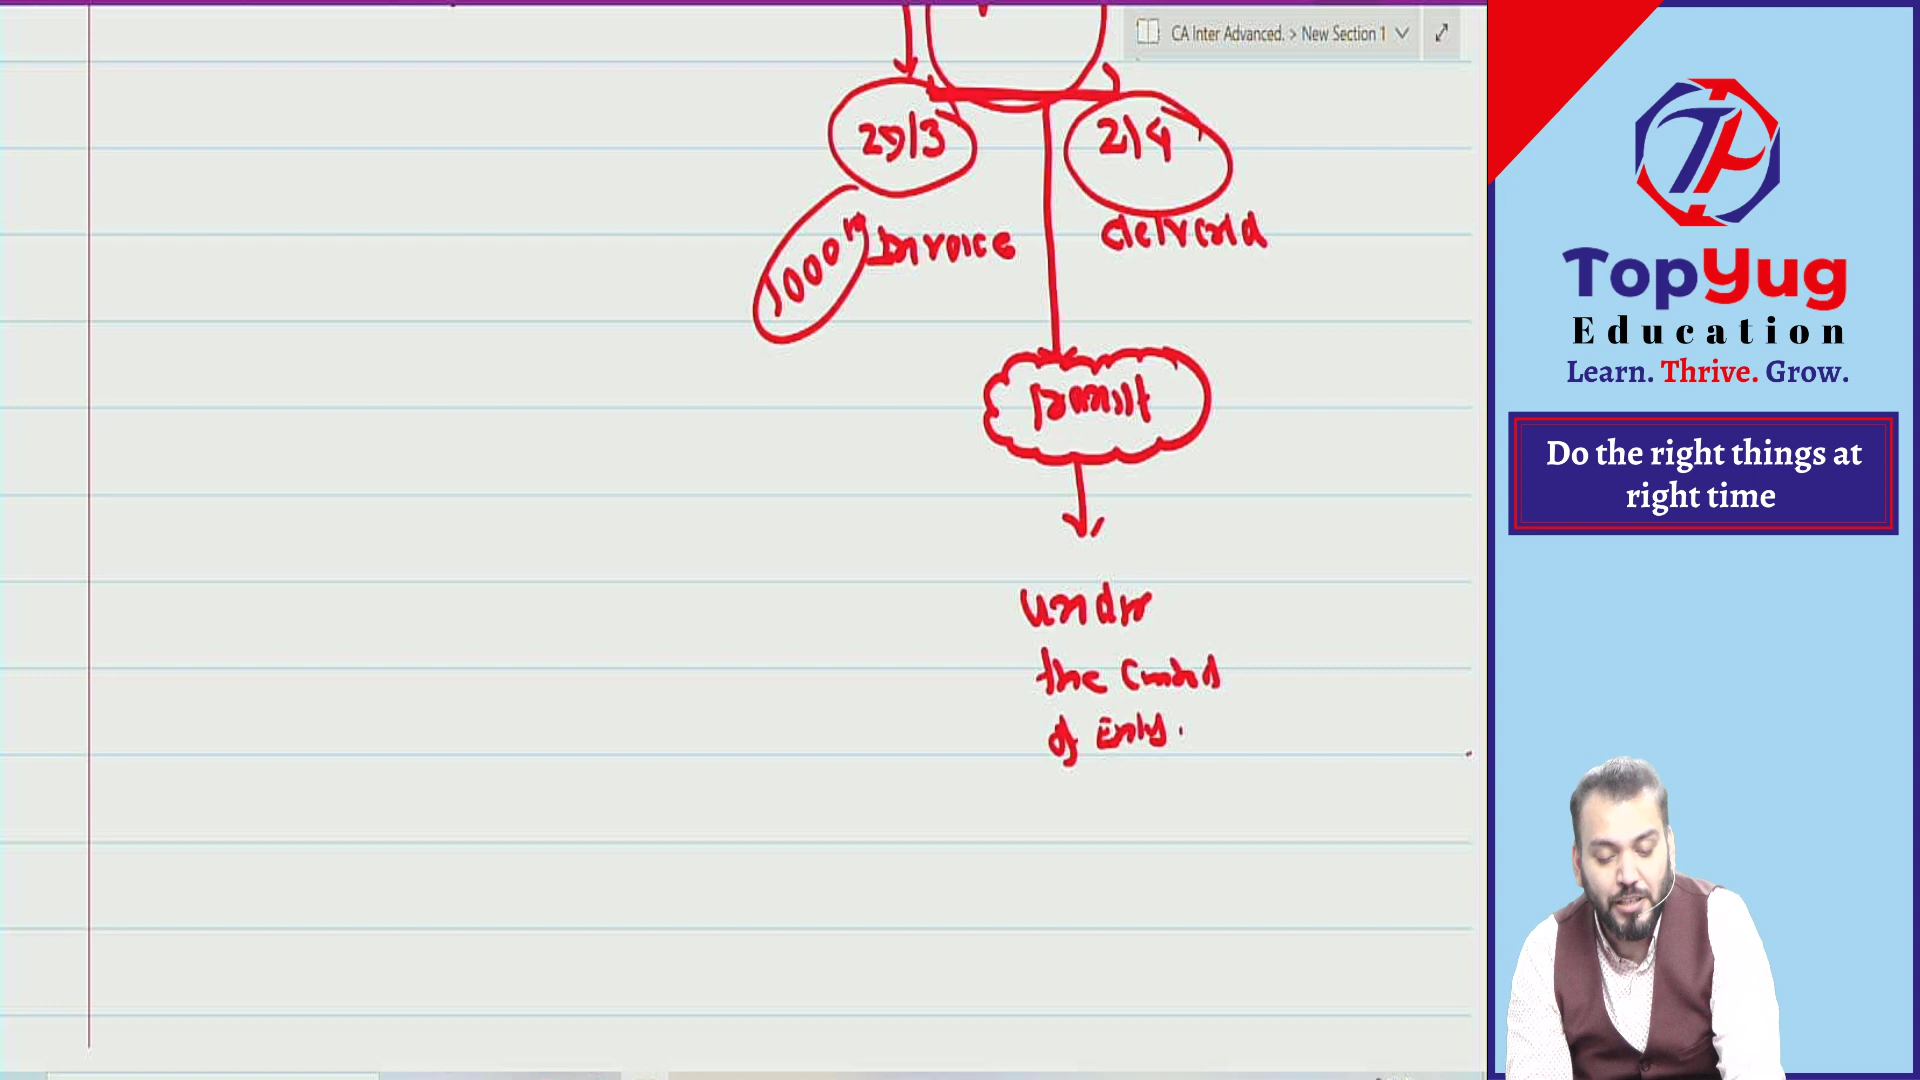 CA Inter Advanced. > New Section 1
29/3
2/4
1000
Invoice
delivered
transit
under
the Control
of Entity.
TopYug
Education
Learn. Thrive. Grow.
Do the right things at
right time